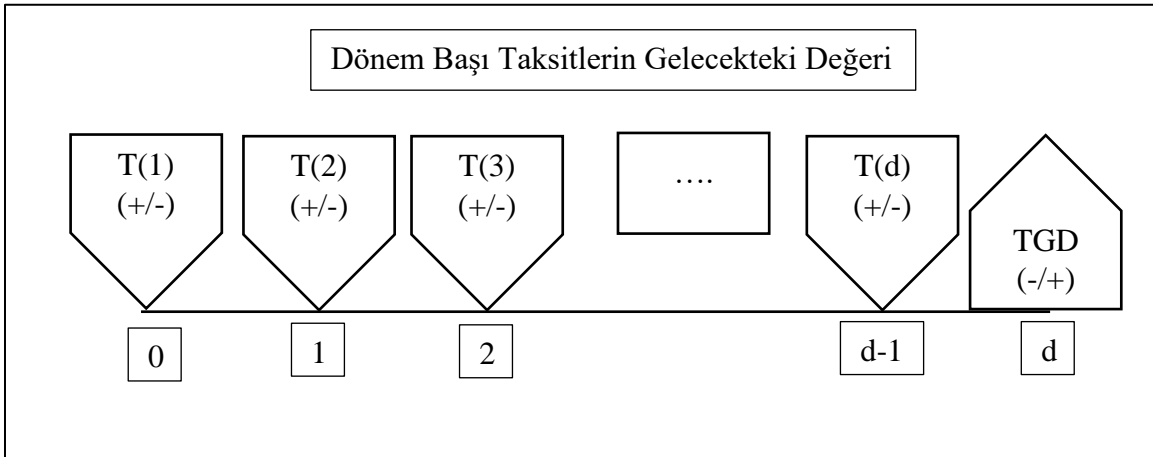 Dönem Başı Taksitlerin Gelecekteki Değeri
T(1)
(+/-)
T(2)
(+/-)
T(3)
(+/-)
....
T(d)
(+/-)
TGD
(-/+)
0
1
2
d-1
d